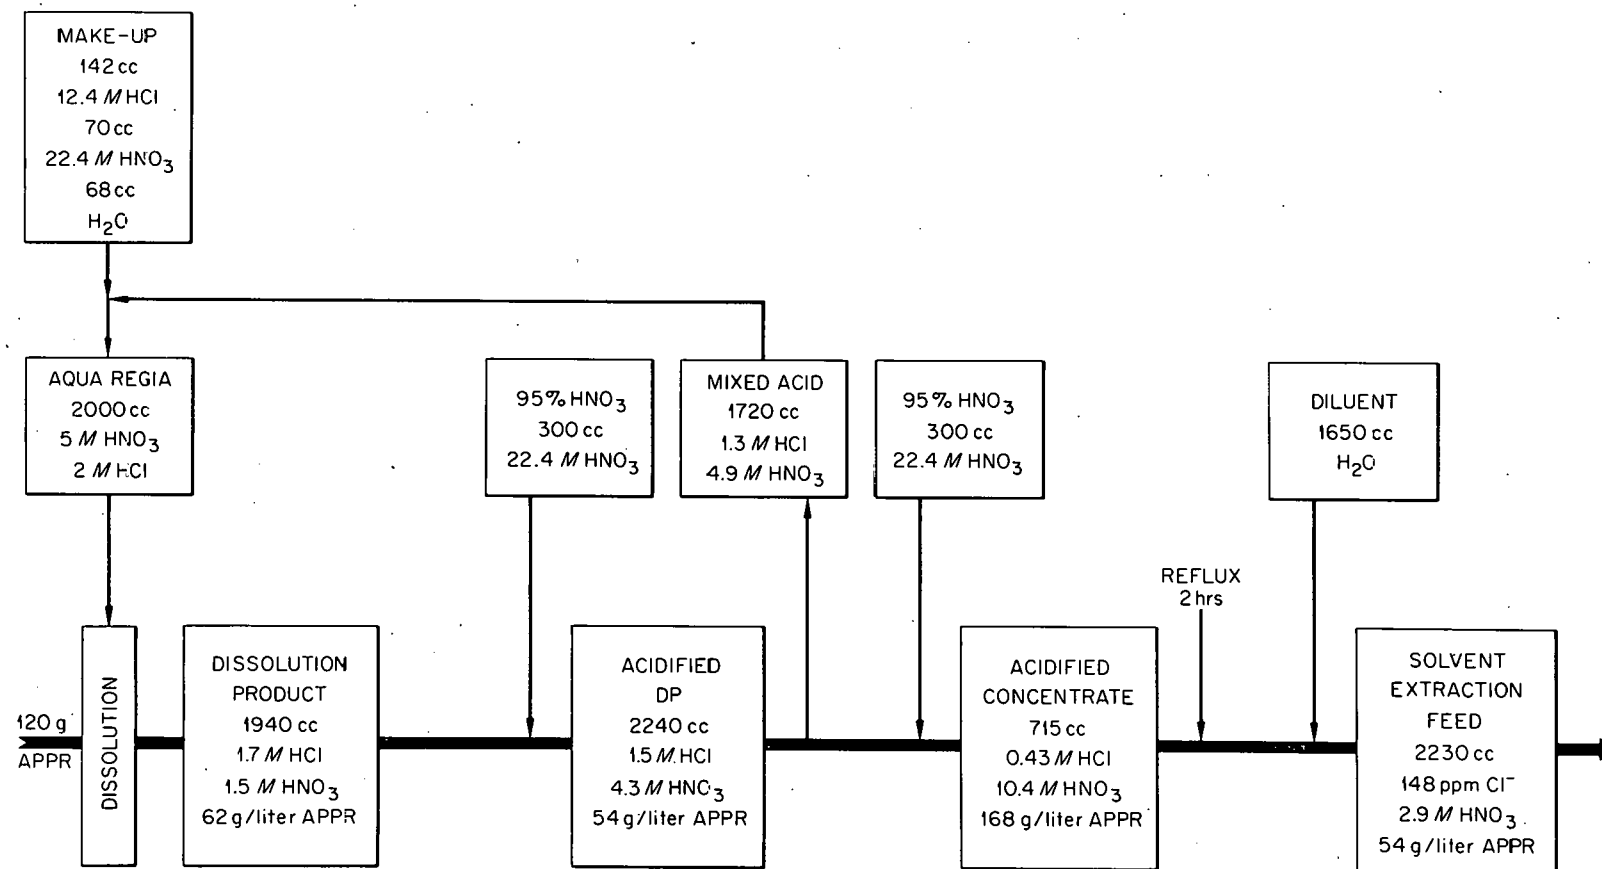 MAKE-UP
142 cc
12.4 M HCl
70 cc
22.4 M HNO3
68 cc
H2O
AQUA REGIA
2000 cc
5 M HNO3
2 M HCl
95% HNO3
300 cc
22.4 M HNO3
MIXED ACID
1720 cc
1.3 M HCl
4.9 M HNO3
95% HNO3
300 cc
22.4 M HNO3
DILUENT
1650 cc
H2O
REFLUX
2 hrs
120 g
APPR
DISSOLUTION
DISSOLUTION
PRODUCT
1940 cc
1.7 M HCl
1.5 M HNO3
62 g/liter APPR
ACIDIFIED
DP
2240 cc
1.5 M HCl
4.3 M HNO3
54 g/liter APPR
ACIDIFIED
CONCENTRATE
715 cc
0.43 M HCl
10.4 M HNO3
168 g/liter APPR
SOLVENT
EXTRACTION
FEED
2230 cc
148 ppm Cl⁻
2.9 M HNO3
54 g/liter APPR